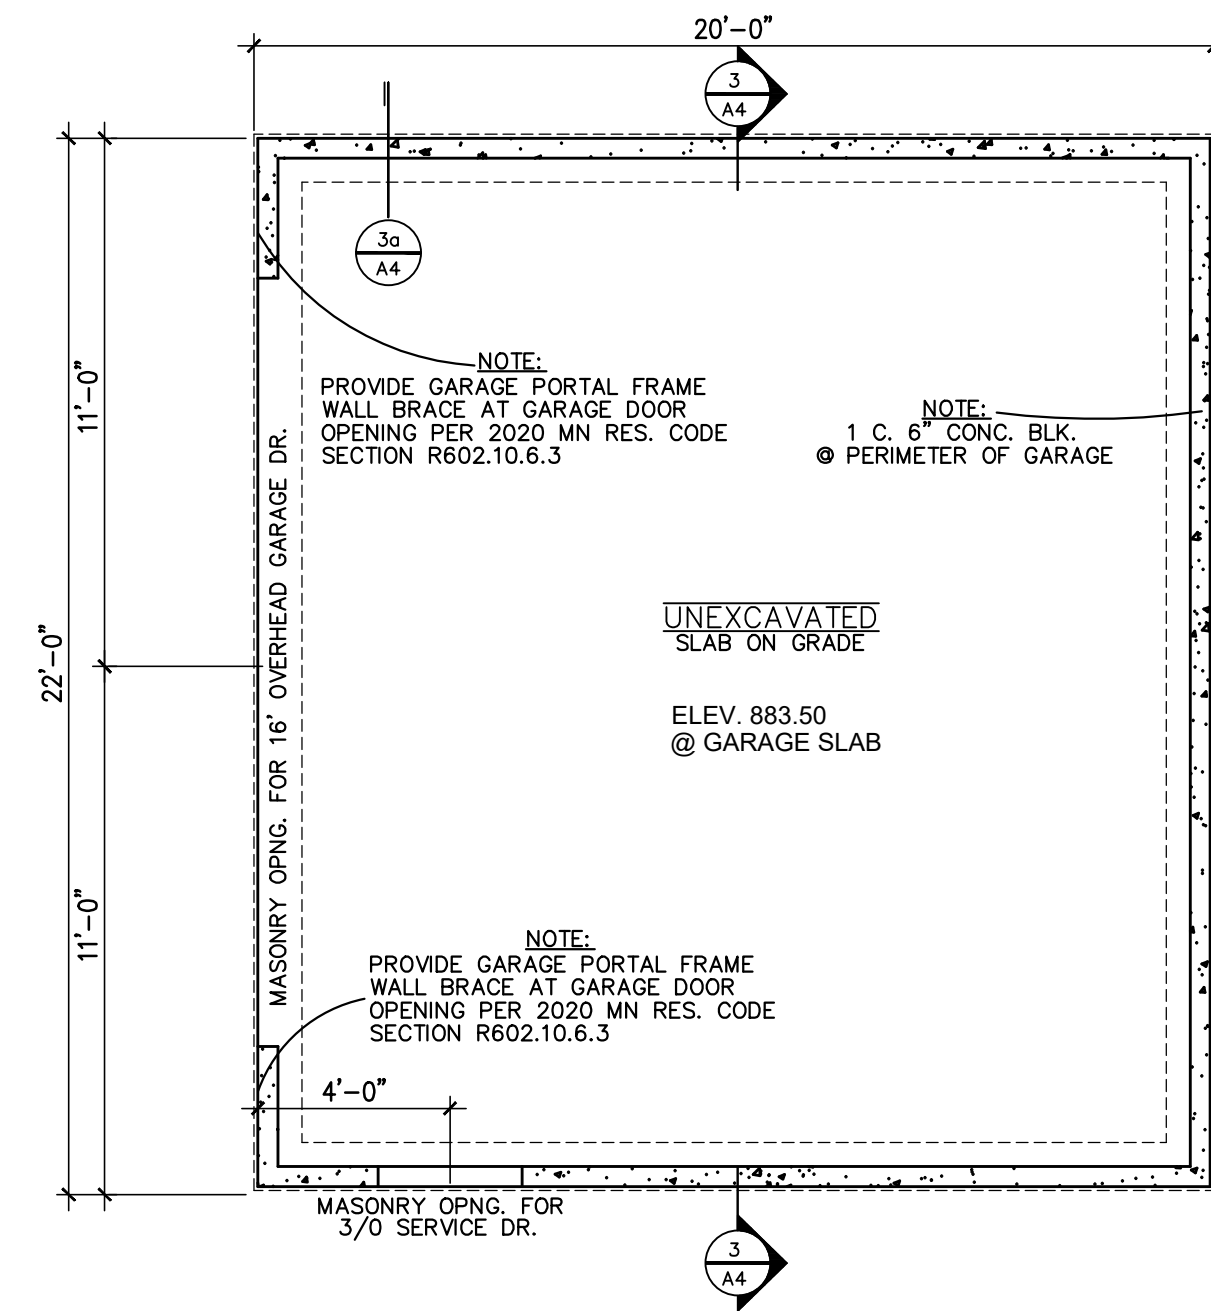 20'-0"
3
A4
3a
A4
11'-0"
NOTE:
PROVIDE GARAGE PORTAL FRAME
WALL BRACE AT GARAGE DOOR
OPENING PER 2020 MN RES. CODE
SECTION R602.10.6.3
NOTE:
1 C. 6" CONC. BLK.
@ PERIMETER OF GARAGE
MASONRY OPNG. FOR 16' OVERHEAD GARAGE DR.
22'-0"
UNEXCAVATED
SLAB ON GRADE
ELEV. 883.50
@ GARAGE SLAB
11'-0"
NOTE:
PROVIDE GARAGE PORTAL FRAME
WALL BRACE AT GARAGE DOOR
OPENING PER 2020 MN RES. CODE
SECTION R602.10.6.3
4'-0"
MASONRY OPNG. FOR
3/0 SERVICE DR.
3
A4